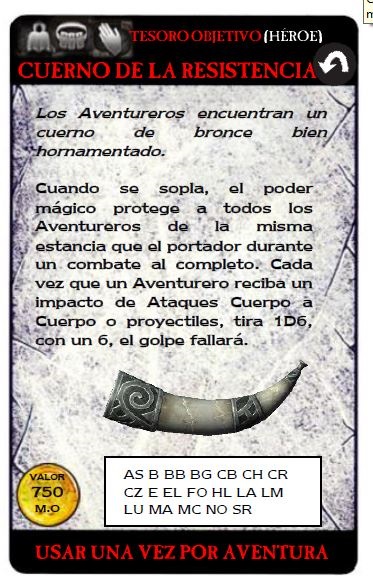 TESORO OBJETIVO (HÉROE)
CUERNO DE LA RESISTENCIA
Los Aventureros encuentran un
cuerno de bronce bien
hornamentado.
Cuando se sopla, el poder
mágico protege a todos los
Aventureros de la misma
estancia que el portador durante
un combate al completo. Cada
vez que un Aventurero reciba un
impacto de Ataques Cuerpo a
Cuerpo o proyectiles, tira 1D6,
con un 6, el golpe fallará.
VALOR
750
M.O
AS B BB BG CB CH CR
CZ E EL FO HL LA LM
LU MA MC NO SR
USAR UNA VEZ POR AVENTURA